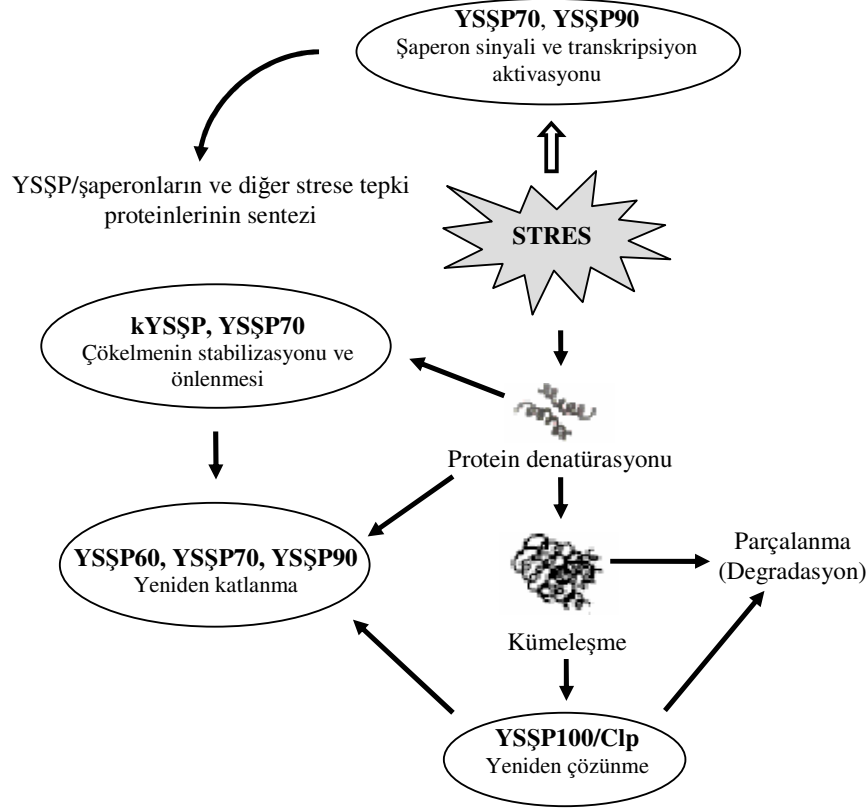 YSŞP70, YSŞP90
Şaperon sinyali ve transkripsiyon
aktivasyonu
YSŞP/şaperonların ve diğer strese tepki
proteinlerinin sentezi
STRES
kYSŞP, YSŞP70
Çökelmenin stabilizasyonu ve
önlenmesi
Protein denatürasyonu
YSŞP60, YSŞP70, YSŞP90
Yeniden katlanma
Parçalanma
(Degradasyon)
Kümeleşme
YSŞP100/Clp
Yeniden çözünme